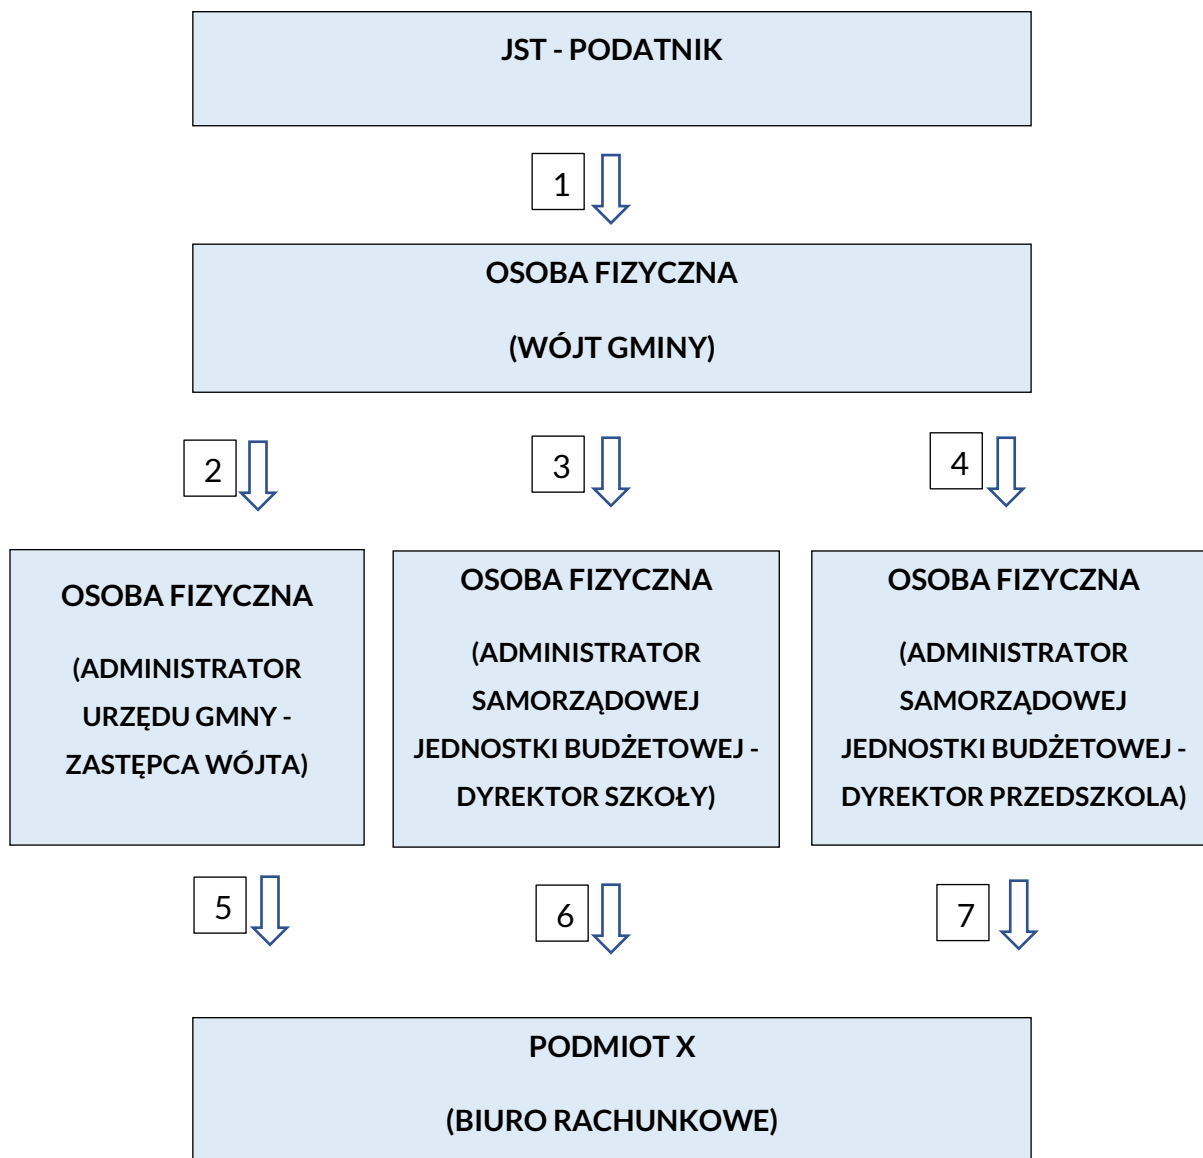 JST - PODATNIK
1
OSOBA FIZYCZNA
(WÓJT GMINY)
2
3
4
OSOBA FIZYCZNA
(ADMINISTRATOR
URZĘDU GMNY -
ZASTĘPCA WÓJTA)
OSOBA FIZYCZNA
(ADMINISTRATOR
SAMORZĄDOWEJ
JEDNOSTKI BUDŻETOWEJ -
DYREKTOR SZKOŁY)
OSOBA FIZYCZNA
(ADMINISTRATOR
SAMORZĄDOWEJ
JEDNOSTKI BUDŻETOWEJ -
DYREKTOR PRZEDSZKOLA)
5
6
7
PODMIOT X
(BIURO RACHUNKOWE)